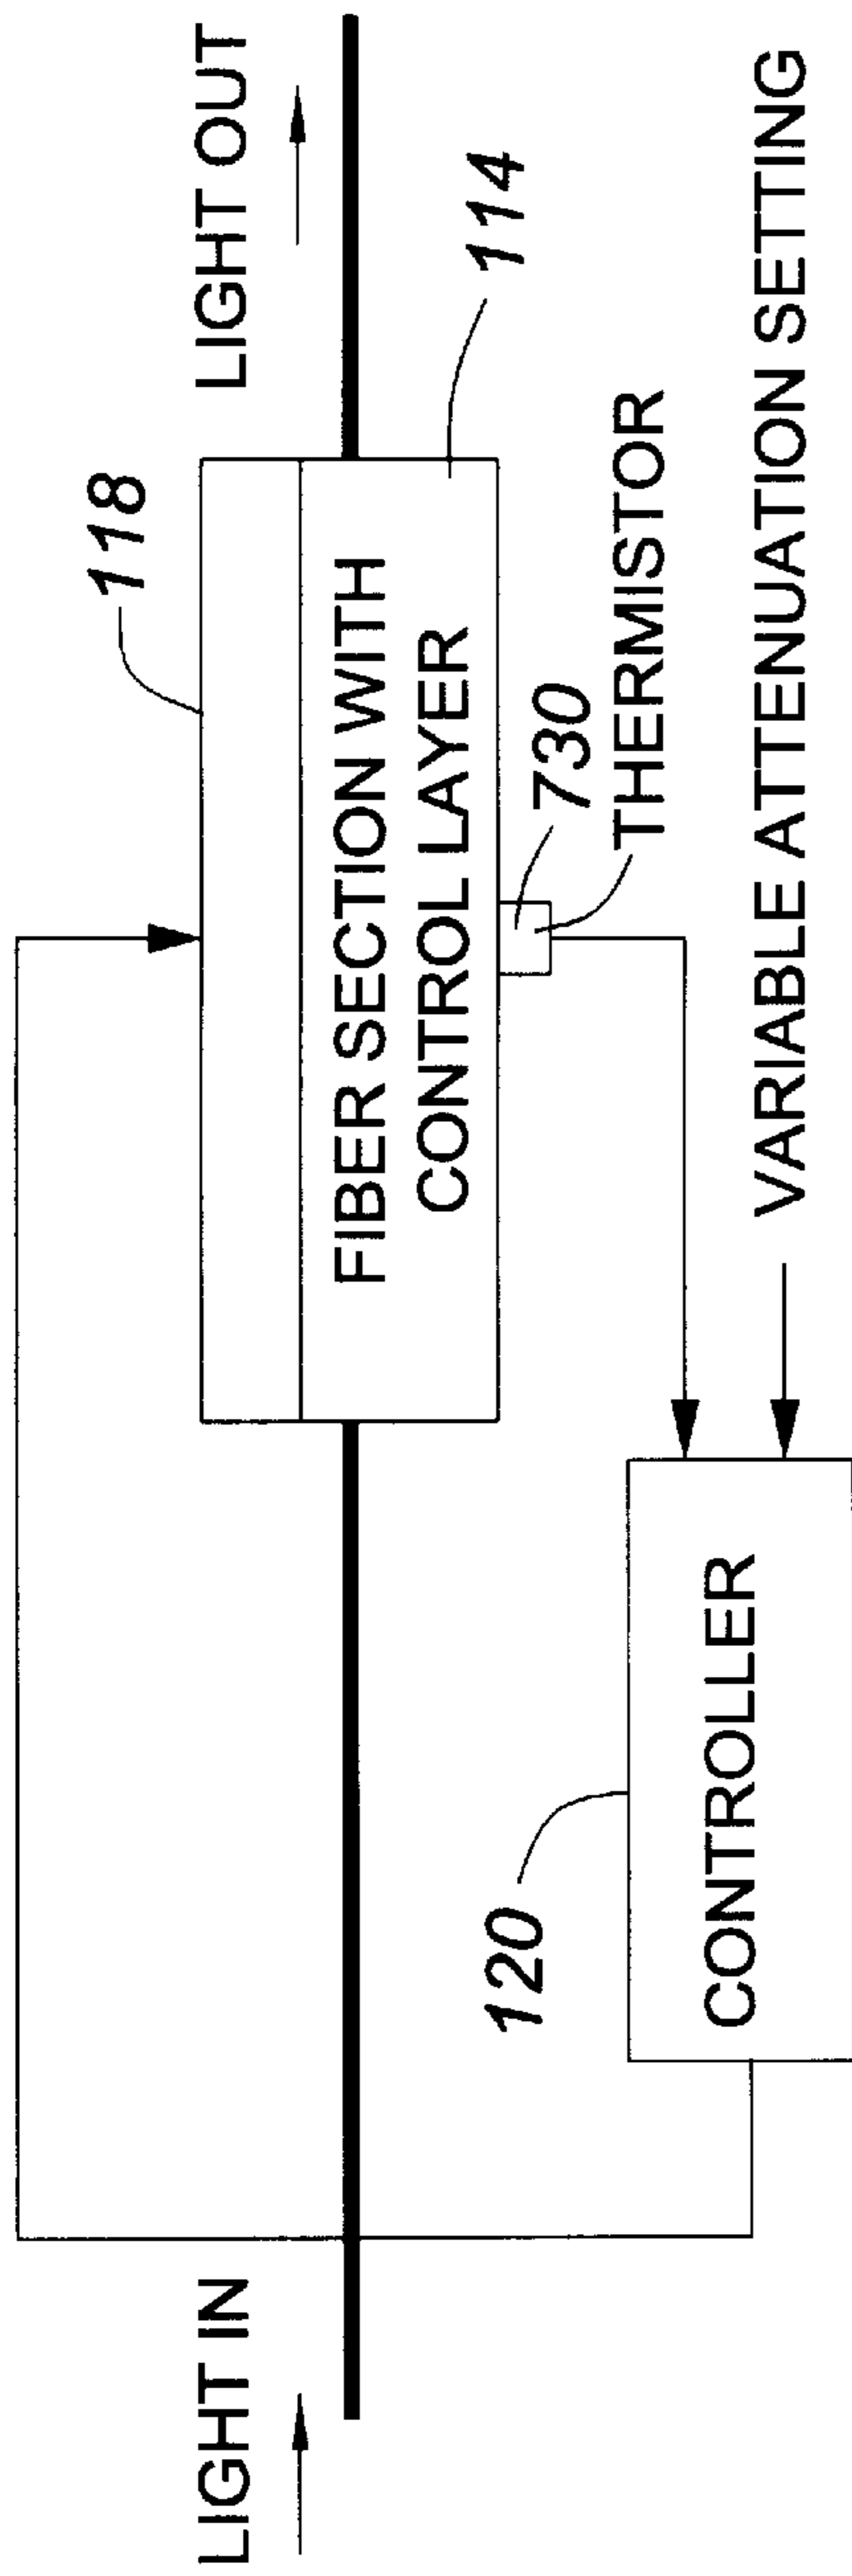 LIGHT IN
LIGHT OUT
118
FIBER SECTION WITH
CONTROL LAYER
114
730
THERMISTOR
120
CONTROLLER
VARIABLE ATTENUATION SETTING